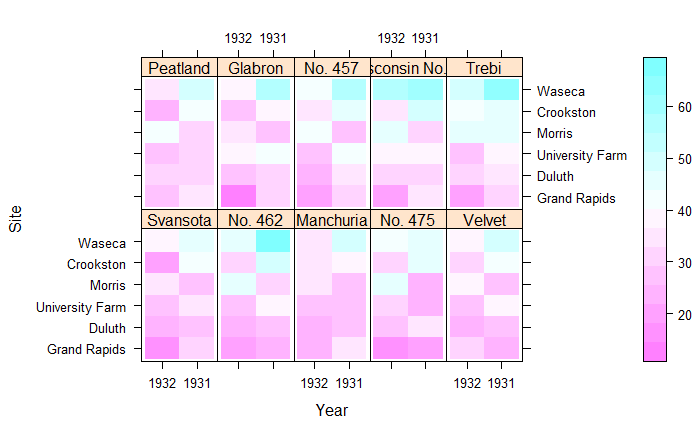 1932 1931 1932 1931
Peatland Glabron No. 457 sconsin No. Trebi
Waseca
Crookston
Morris
University Farm
Duluth
Grand Rapids
60
50
40
30
20
Svansota No. 462 Manchuria No. 475 Velvet
Waseca
Crookston
Morris
University Farm
Duluth
Grand Rapids
1932 1931 1932 1931 1932 1931
Site
Year